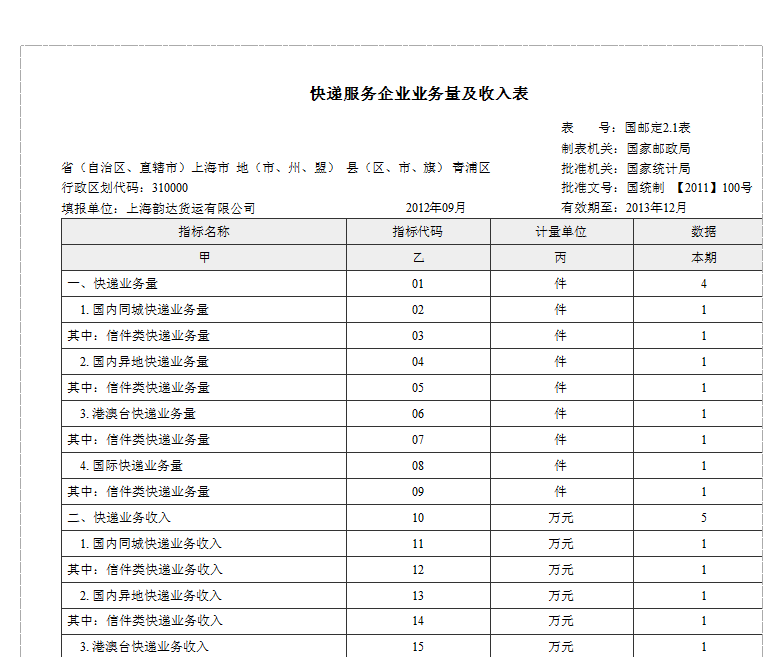 快递服务企业业务量及收入表
表 号：国邮定2.1表
制表机关：国家邮政局
省（自治区、直辖市）上海市 地（市、州、盟） 县（区、市、旗） 青浦区 批准机关：国家统计局
行政区划代码：310000 批准文号：国统制 【2011】100号
填报单位：上海韵达货运有限公司 2012年09月 有效期至：2013年12月
指标名称 指标代码 计量单位 数据
甲 乙 丙 本期
一、快递业务量 01 件 4
1.国内同城快递业务量 02 件 1
其中：信件类快递业务量 03 件 1
2.国内异地快递业务量 04 件 1
其中：信件类快递业务量 05 件 1
3.港澳台快递业务量 06 件 1
其中：信件类快递业务量 07 件 1
4.国际快递业务量 08 件 1
其中：信件类快递业务量 09 件 1
二、快递业务收入 10 万元 5
1.国内同城快递业务收入 11 万元 1
其中：信件类快递业务收入 12 万元 1
2.国内异地快递业务收入 13 万元 1
其中：信件类快递业务收入 14 万元 1
3.港澳台快递业务收入 15 万元 1